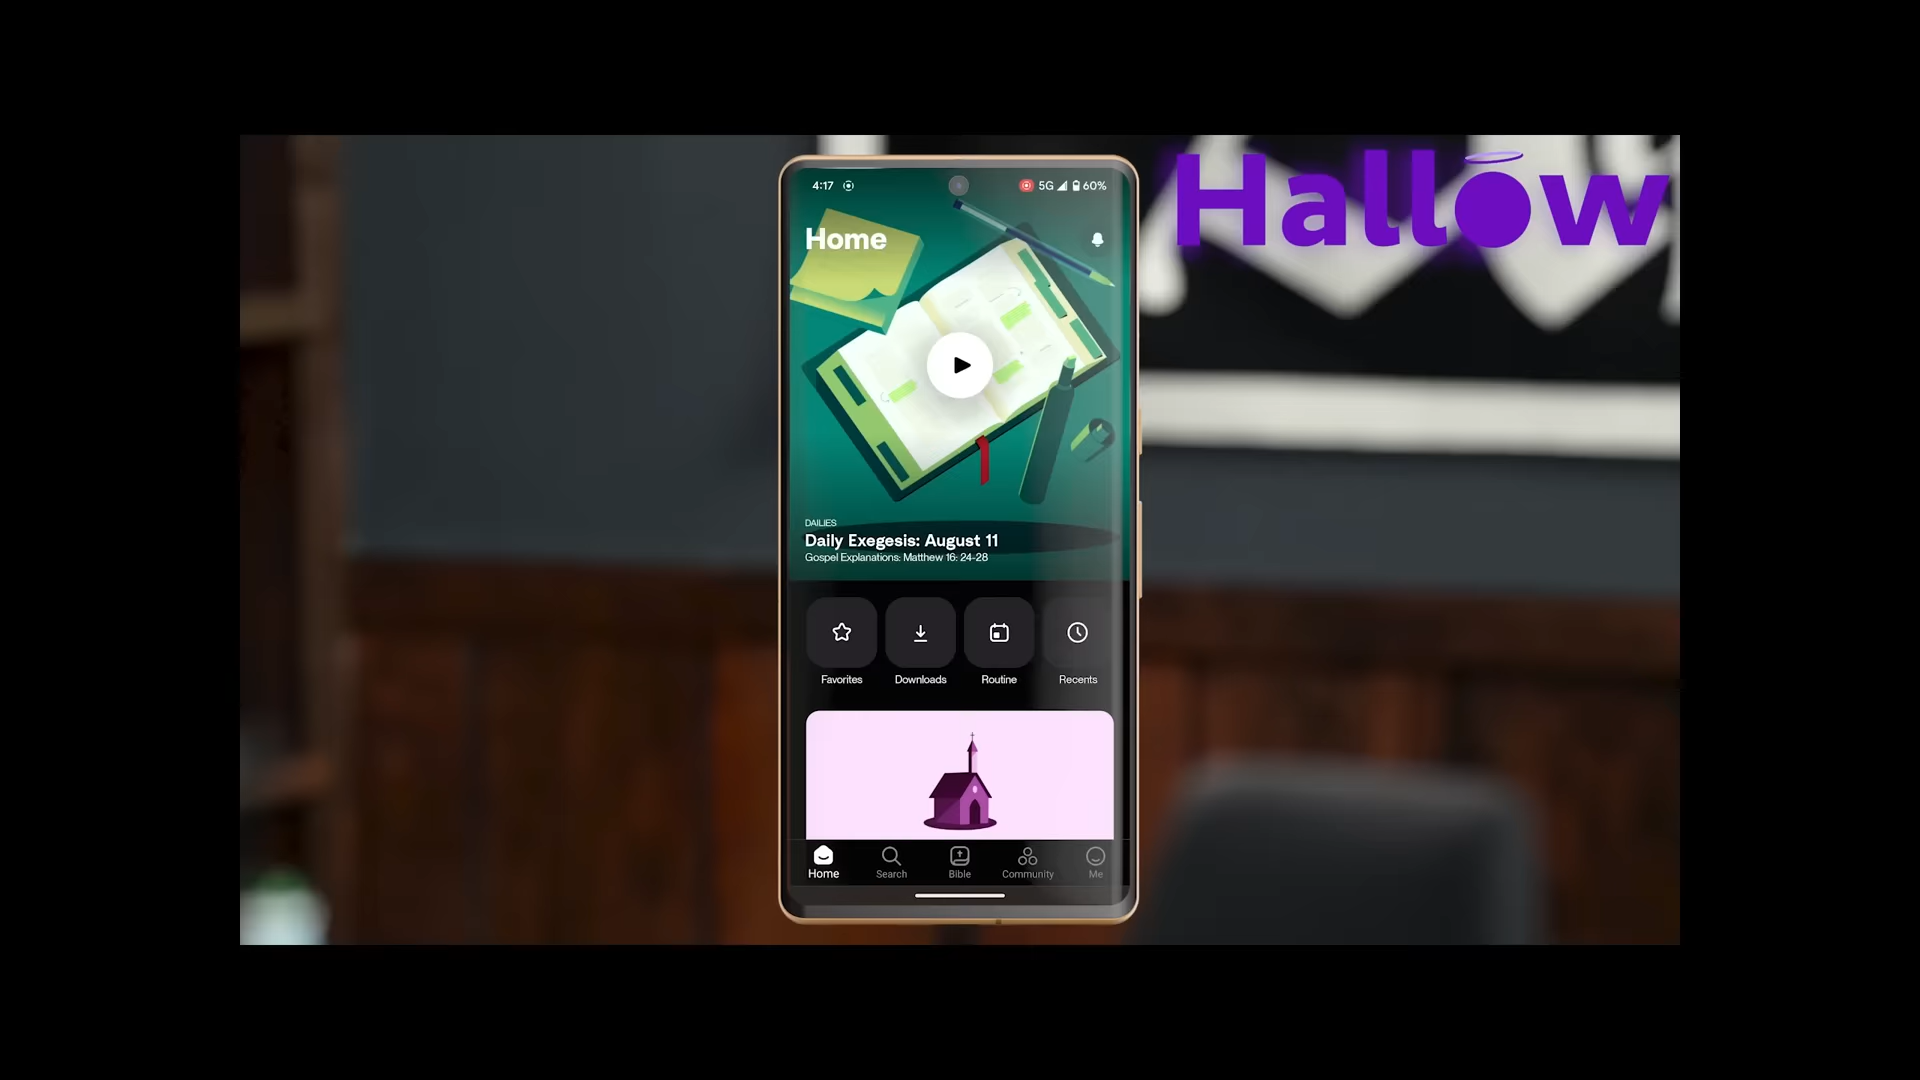 Hallow
4:17
5G
60%
Home
DAILIES
Daily Exegesis: August 11
Gospel Explanations: Matthew 16: 24-28
Favorites
Downloads
Routine
Recents
Home
Search
Bible
Community
Me